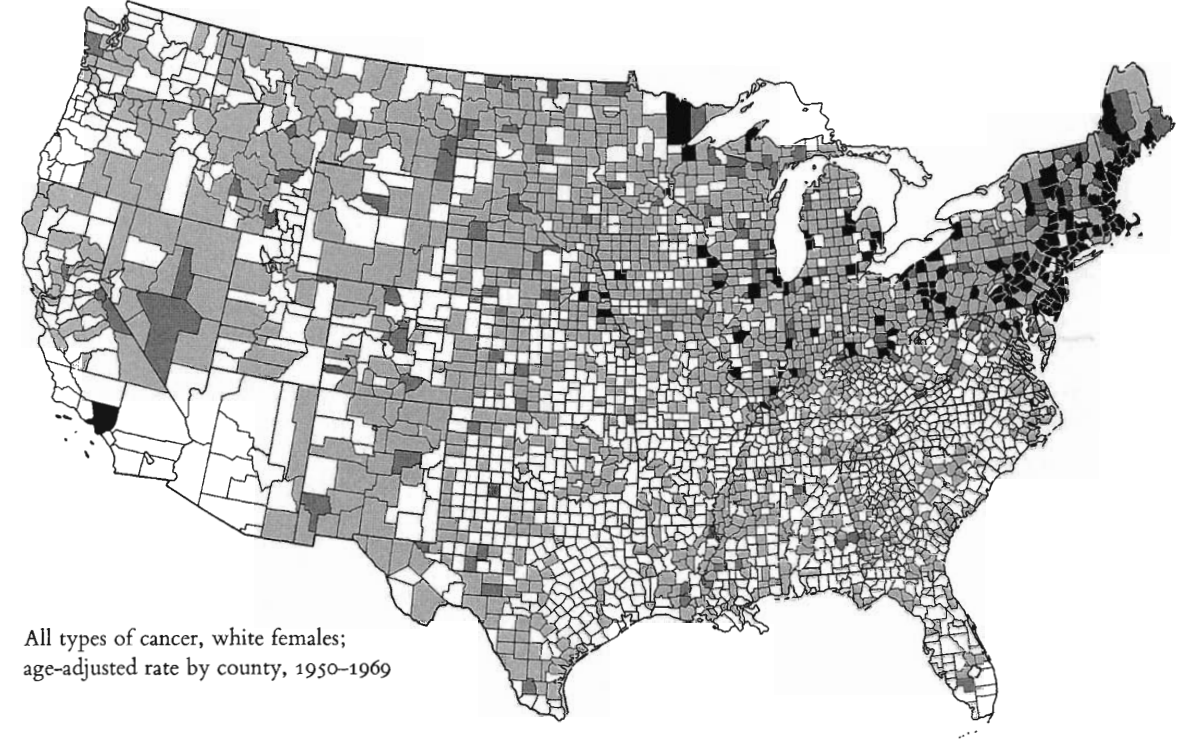 All types of cancer, white females;
age-adjusted rate by county, 1950–1969